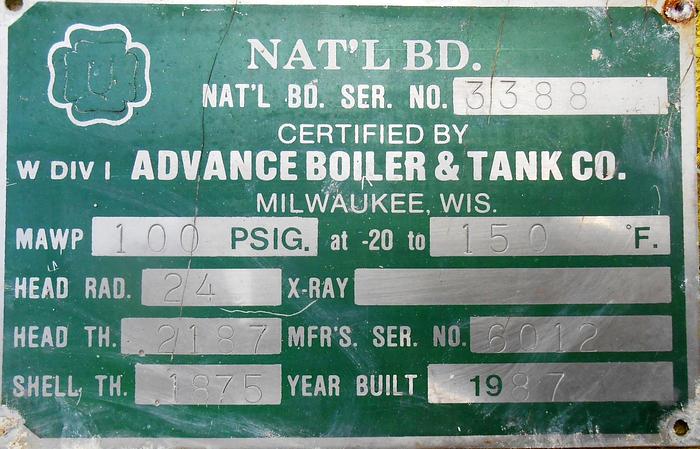 U
NAT'L BD.
NAT'L BD. SER. NO. 3388
CERTIFIED BY
W DIV I ADVANCE BOILER & TANK CO.
MILWAUKEE, WIS.
MAWP 100 PSIG. at -20 to 150 °F.
HEAD RAD. 24 X-RAY
HEAD TH. 2187 MFR'S. SER. NO. 6012
SHELL TH. 1875 YEAR BUILT 1987